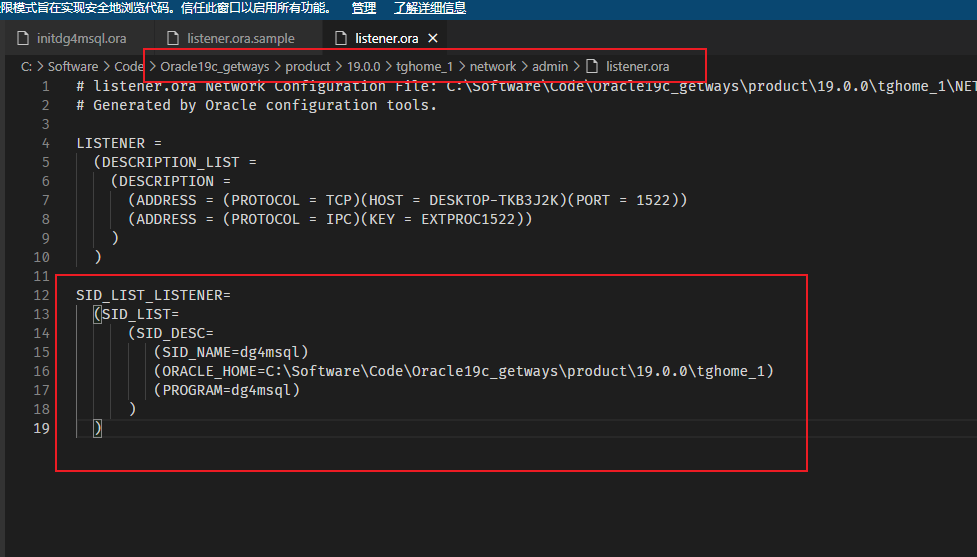 限模式旨在实现安全地浏览代码。信任此窗口以启用所有功能。 管理 了解详细信息
initdg4msql.ora listener.ora.sample listener.ora ×
C: > Software > Code > Oracle19c_getways > product > 19.0.0 > tghome_1 > network > admin > listener.ora
1 # listener.ora Network Configuration File: C:\Software\Code\Oracle19c_getways\product\19.0.0\tghome_1\NET
2 # Generated by Oracle configuration tools.
3
4 LISTENER =
5 (DESCRIPTION_LIST =
6 (DESCRIPTION =
7 (ADDRESS = (PROTOCOL = TCP)(HOST = DESKTOP-TKB3J2K)(PORT = 1522))
8 (ADDRESS = (PROTOCOL = IPC)(KEY = EXTPROC1522))
9 )
10 )
11
12 SID_LIST_LISTENER=
13 (SID_LIST=
14 (SID_DESC=
15 (SID_NAME=dg4msql)
16 (ORACLE_HOME=C:\Software\Code\Oracle19c_getways\product\19.0.0\tghome_1)
17 (PROGRAM=dg4msql)
18 )
19 )